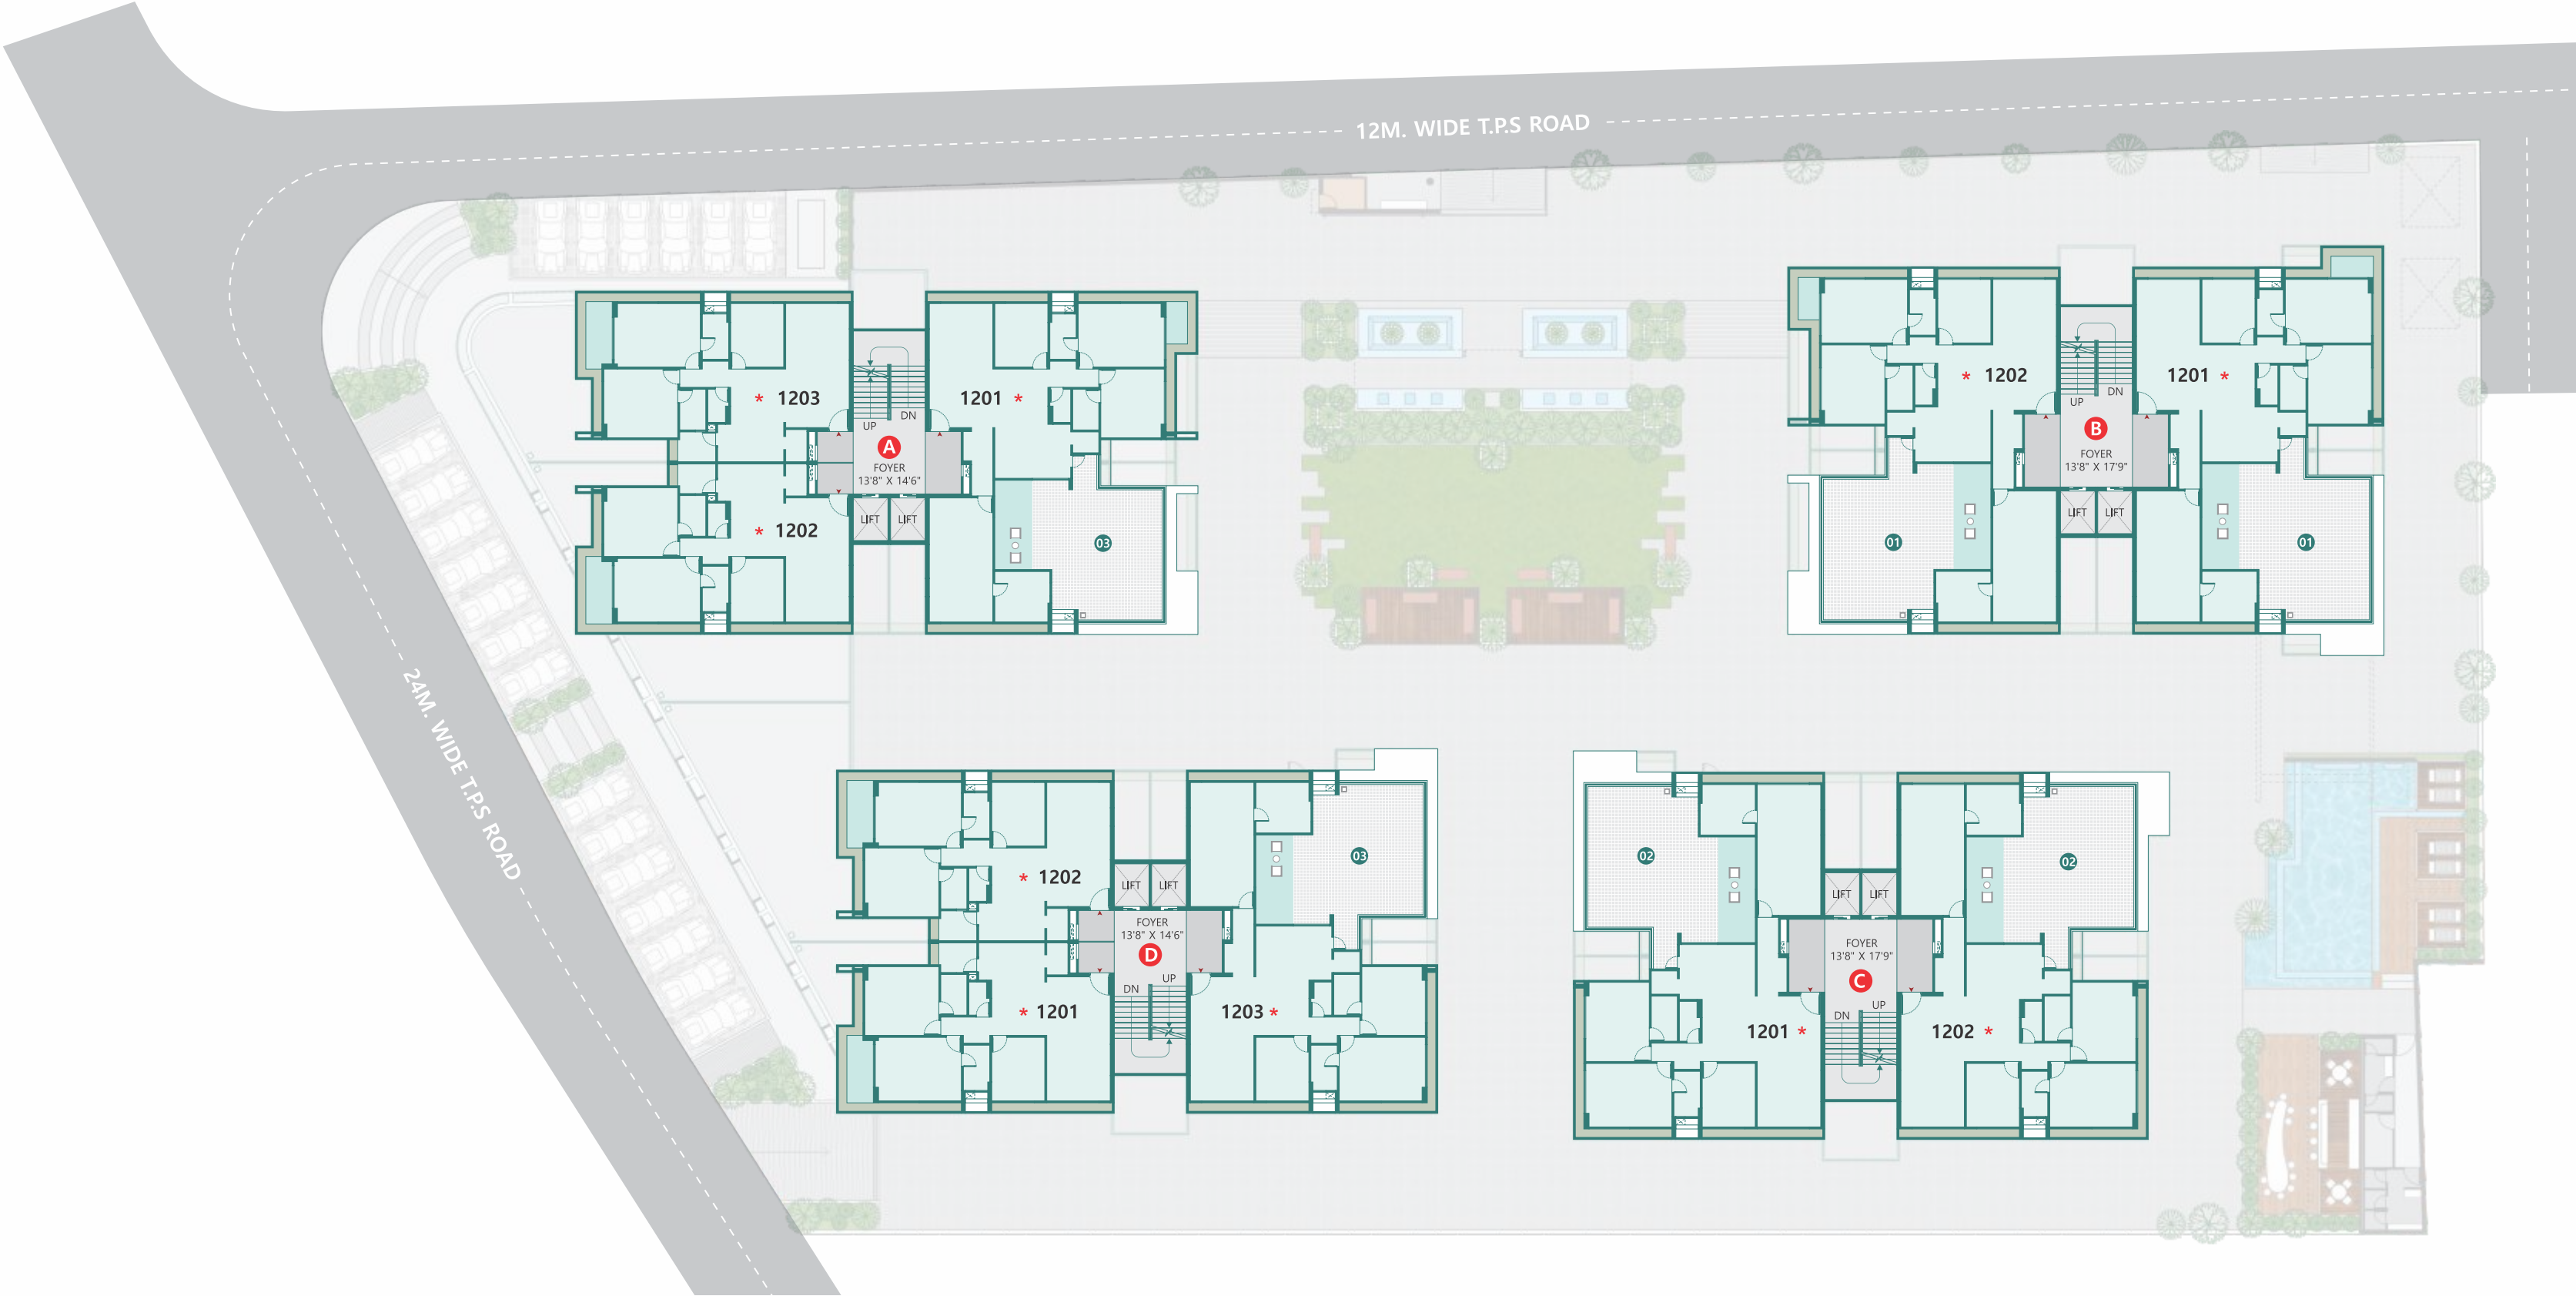 12M. WIDE T.P.S ROAD
24M. WIDE T.P.S ROAD
* 1203
1201 *
DN
UP
A
FOYER
13'8" X 14'6"
LIFT
LIFT
* 1202
03
* 1202
1201 *
DN
UP
B
FOYER
13'8" X 17'9"
LIFT
LIFT
01
01
* 1202
LIFT
LIFT
FOYER
13'8" X 14'6"
D
UP
DN
03
* 1201
1203 *
02
02
LIFT
LIFT
FOYER
13'8" X 17'9"
C
UP
DN
1201 *
1202 *